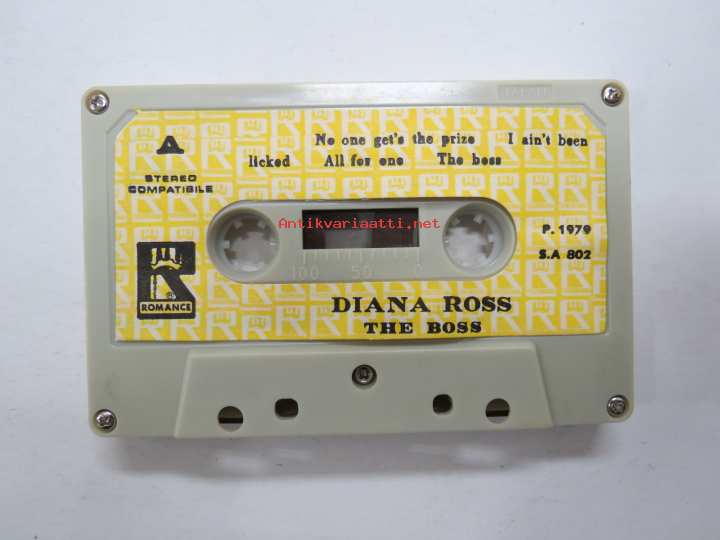 JAPAN
A
No one get's the prize I ain't been
licked All for one The boss
STEREO
COMPATIBILE
Antikvariaatti.net
P. 1979
S.A 802
100 50 0
R
ROMANCE
DIANA ROSS
THE BOSS